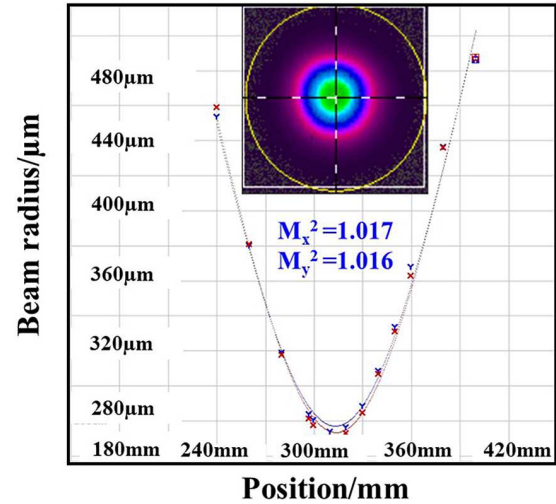 Beam radius/μm
480μm
440μm
400μm
360μm
320μm
280μm
Mx²=1.017
My²=1.016
180mm 240mm 300mm 360mm 420mm
Position/mm